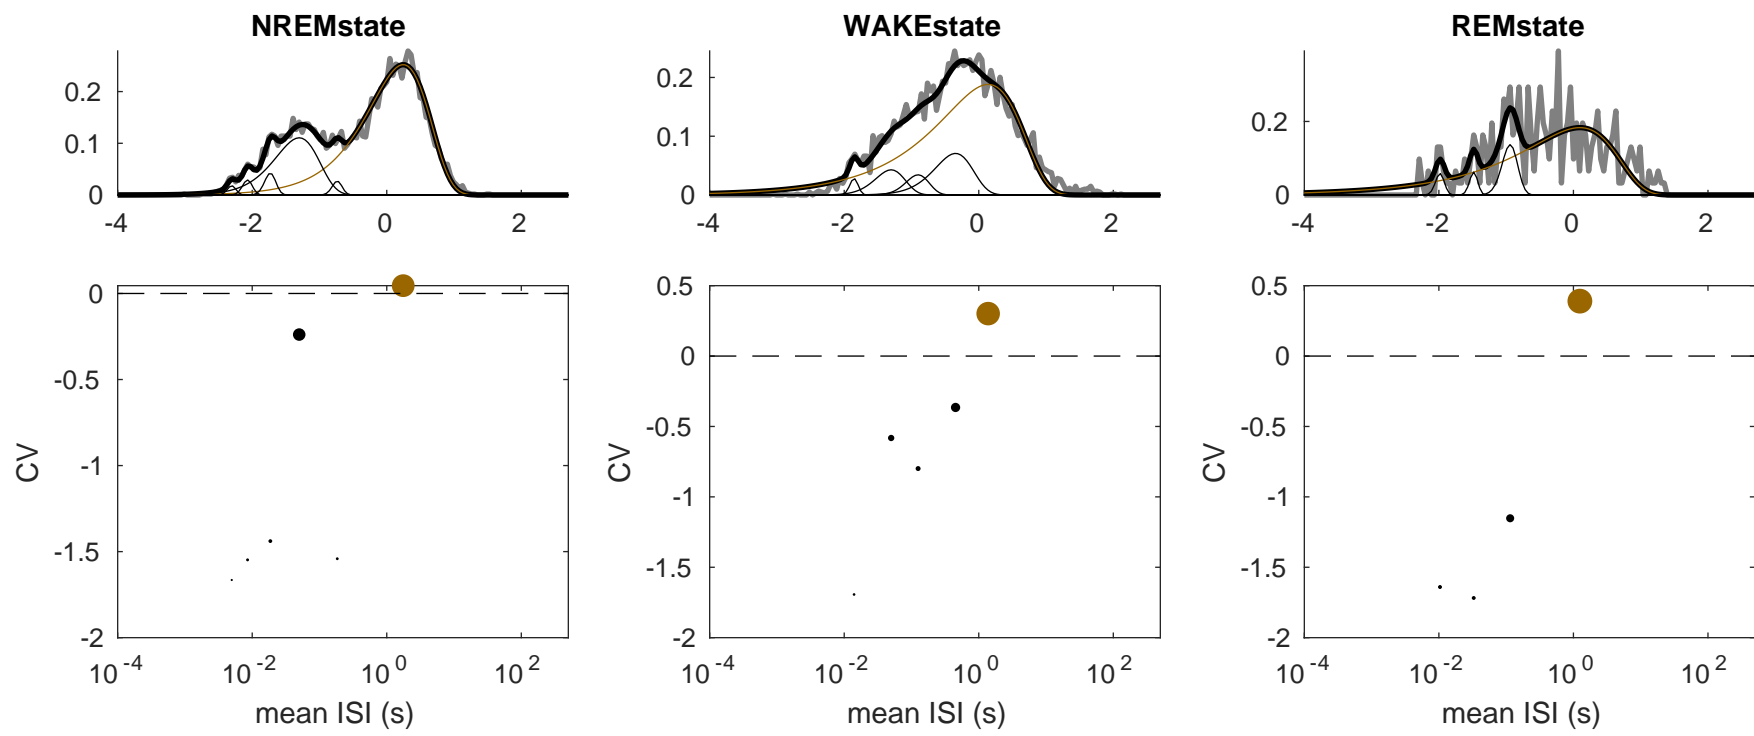 NREMstate WAKEstate REMstate
0.2 0.2 0.2
0.1 0.1
0 0 0
-4 -2 0 2 -4 -2 0 2 -4 -2 0 2
0 0.5 0.5
-0.5 0 0
-1 -0.5 -0.5
-1.5 -1 -1
-2 -1.5 -1.5
-2 -2
CV CV CV
10^-4 10^-2 10^0 10^2 10^-4 10^-2 10^0 10^2 10^-4 10^-2 10^0 10^2
mean ISI (s) mean ISI (s) mean ISI (s)